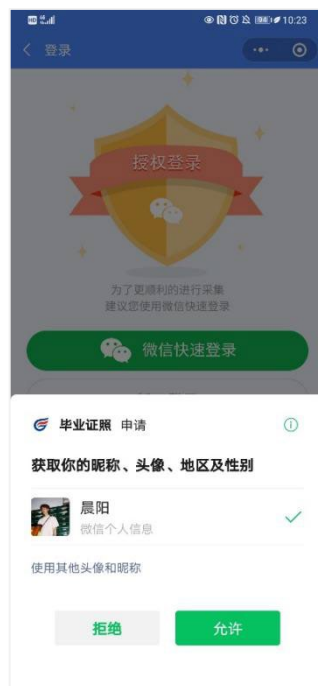 10:23
登录
授权登录
为了更顺利的进行采集
建议您使用微信快速登录
微信快速登录
毕业证照 申请
获取你的昵称、头像、地区及性别
晨阳
微信个人信息
使用其他头像和昵称
拒绝
允许